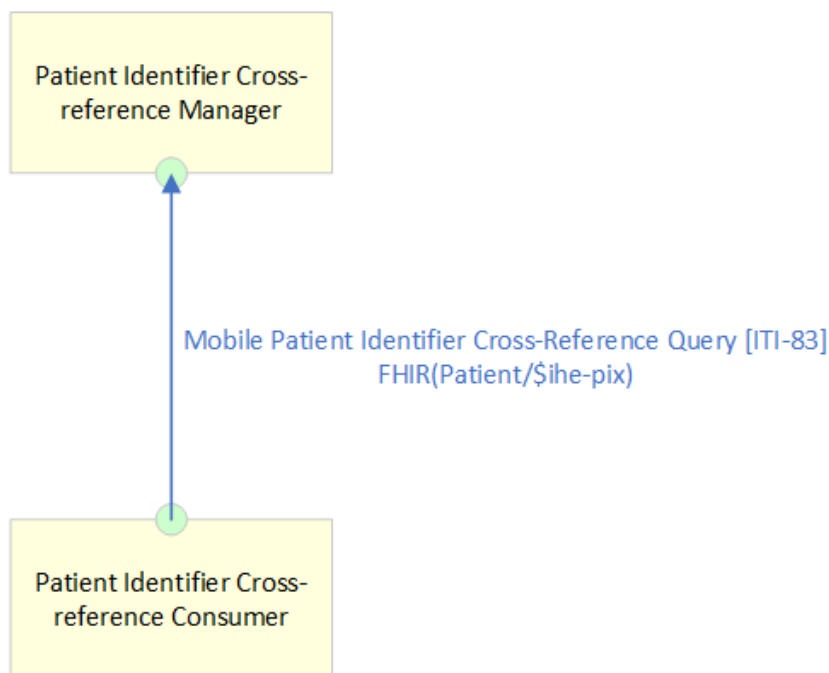 Patient Identifier Cross-
reference Manager
Mobile Patient Identifier Cross-Reference Query [ITI-83]
FHIR(Patient/$ihe-pix)
Patient Identifier Cross-
reference Consumer